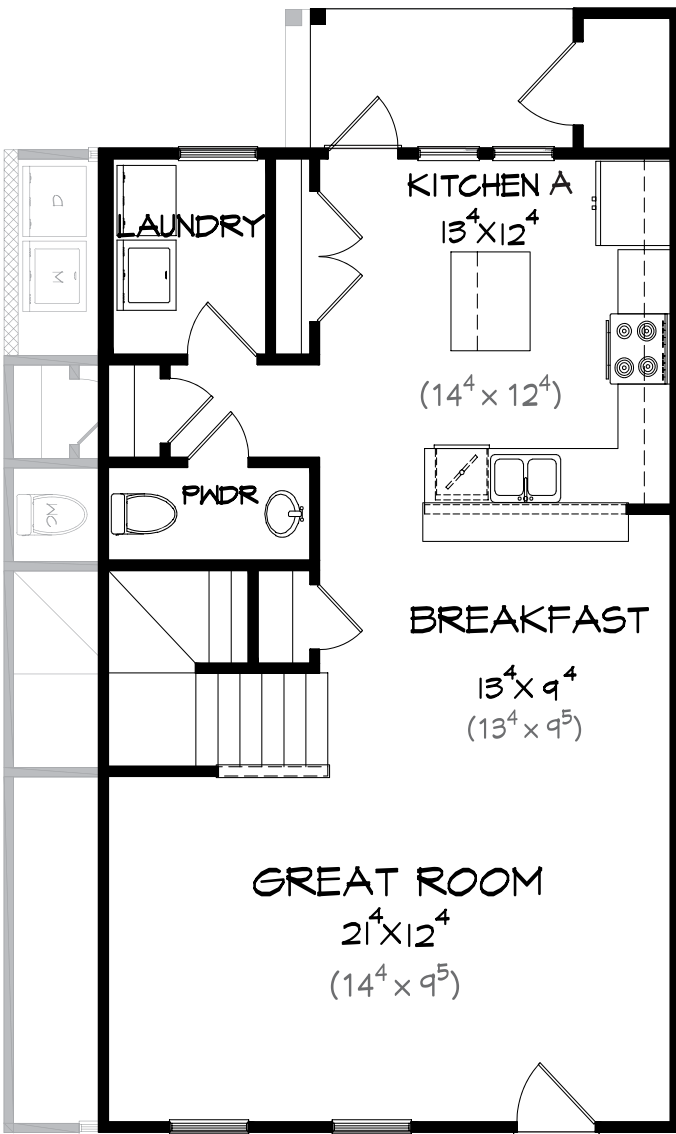 KITCHEN A
13⁴X12⁴
LAUNDRY
D
W
(14⁴ x 12⁴)
PWDR
BREAKFAST
13⁴X 9⁴
(13⁴ x 9⁵)
GREAT ROOM
21⁴X12⁴
(14⁴ x 9⁵)